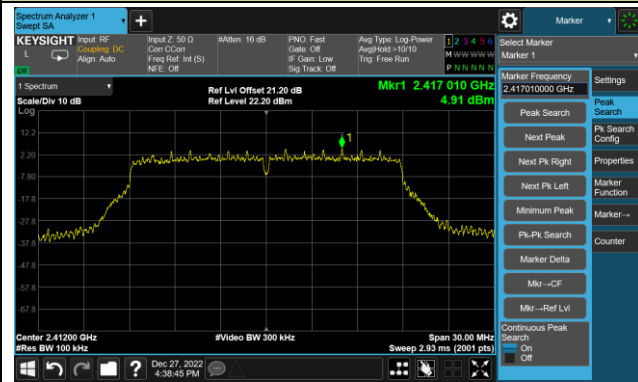 Spectrum Analyzer 1
Swept SA
Marker
KEYSIGHT
L
LXI
Input: RF
Coupling: DC
Align: Auto
Input Z: 50 Ω
Corr CCorr
Freq Ref: Int (S)
NFE: Off
#Atten: 16 dB
PNO: Fast
Gate: Off
IF Gain: Low
Sig Track: Off
Avg Type: Log-Power
Avg|Hold:>10/10
Trig: Free Run
1 2 3 4 5 6
M W W W W W
P N N N N N
Select Marker
Marker 1
1 Spectrum
Scale/Div 10 dB
Log
Ref Lvl Offset 21.20 dB
Ref Level 22.20 dBm
Mkr1 2.417 010 GHz
4.91 dBm
12.2
2.20
-7.80
-17.8
-27.8
-37.8
-47.8
-57.8
-67.8
1
Center 2.41200 GHz
#Res BW 100 kHz
#Video BW 300 kHz
Span 30.00 MHz
Sweep 2.93 ms (2001 pts)
Marker Frequency
2.417010000 GHz
Peak Search
Next Peak
Next Pk Right
Next Pk Left
Minimum Peak
Pk-Pk Search
Marker Delta
Mkr→CF
Mkr→Ref Lvl
Continuous Peak
Search
On
Off
Settings
Peak
Search
Pk Search
Config
Properties
Marker
Function
Marker→
Counter
?
Dec 27, 2022
4:38:45 PM